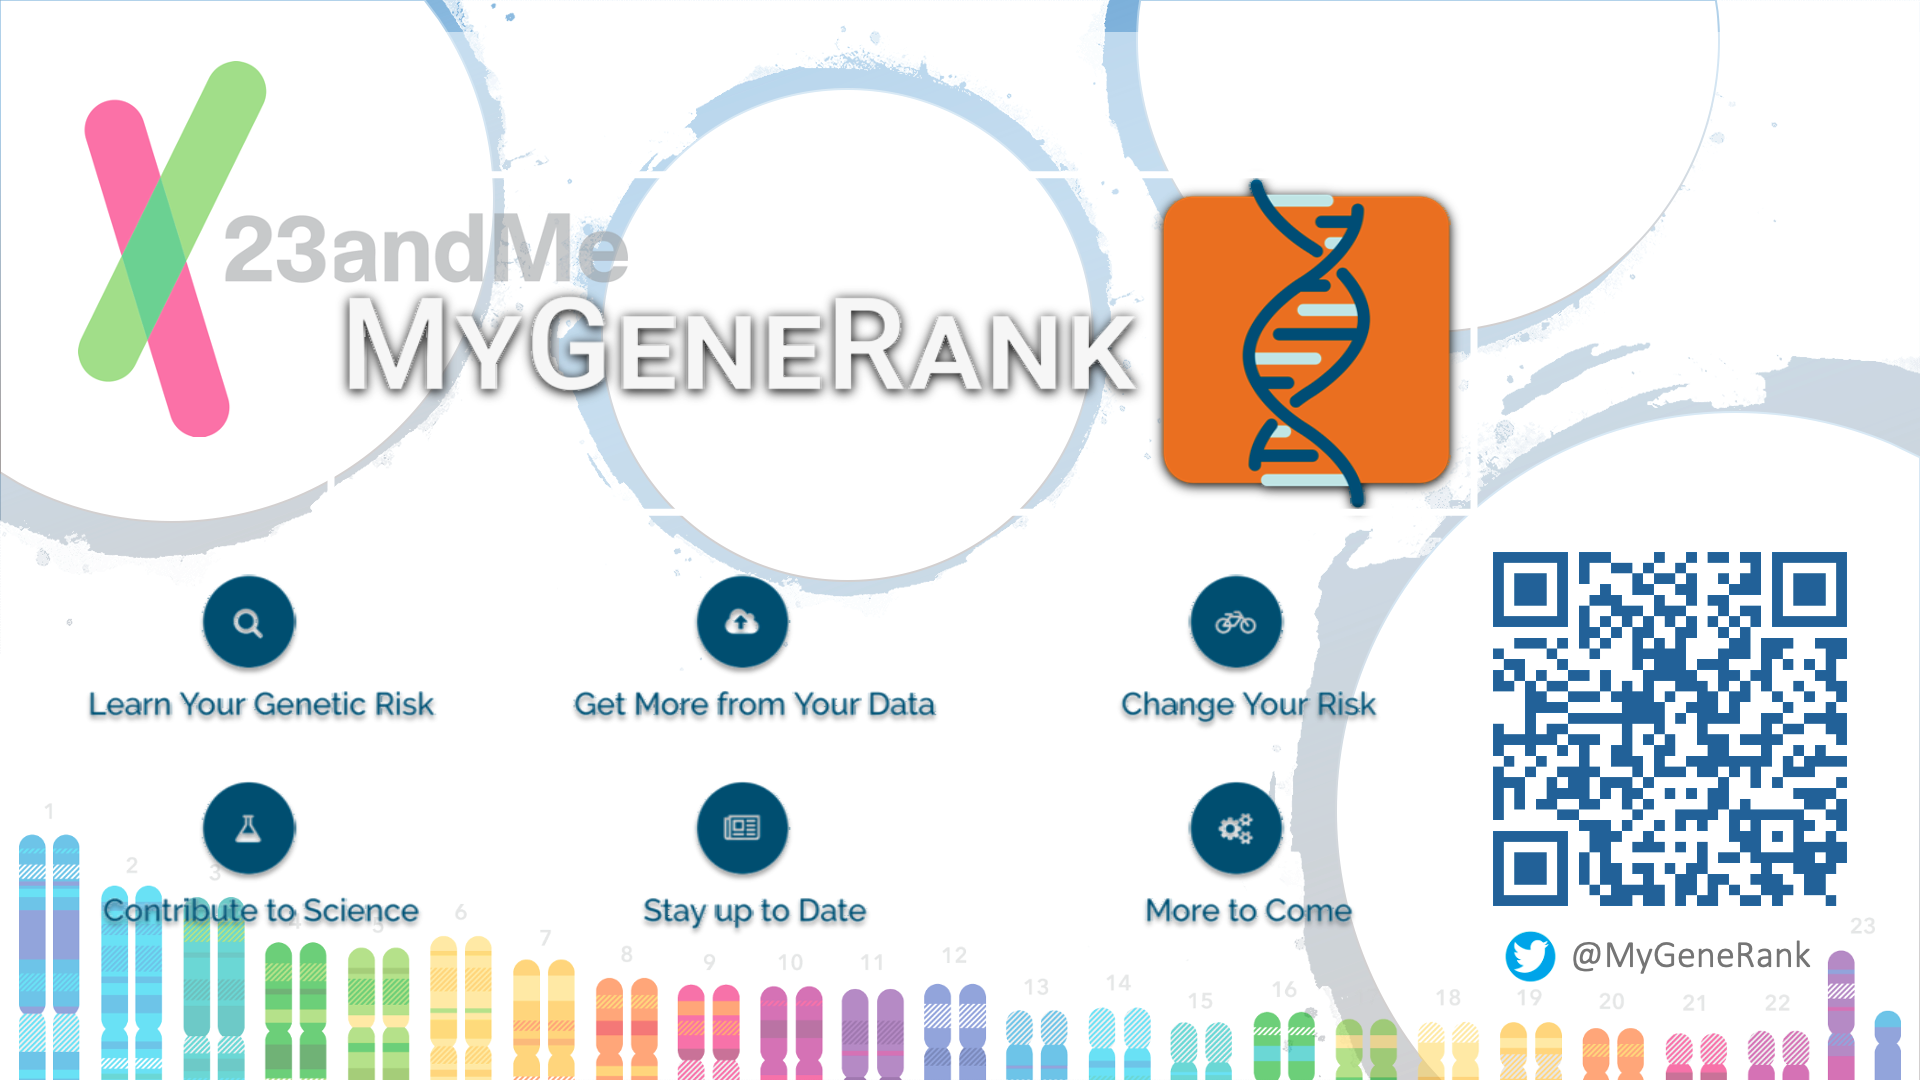 23andMe
MYGENERANK
Learn Your Genetic Risk
Get More from Your Data
Change Your Risk
Contribute to Science
Stay up to Date
More to Come
@MyGeneRank
1
2
3
4
5
6
7
8
9
10
11
12
13
14
15
16
18
19
20
21
22
23